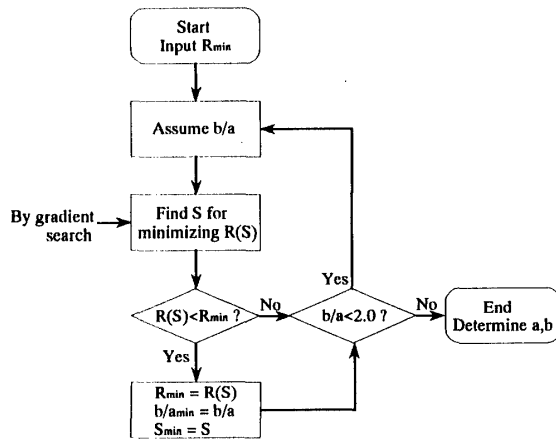 Start
Input Rmin
Assume b/a
By gradient
search
Find S for
minimizing R(S)
R(S)<Rmin ?
No
Yes
b/a<2.0 ?
Yes
No
End
Determine a,b
Rmin = R(S)
b/amin = b/a
Smin = S